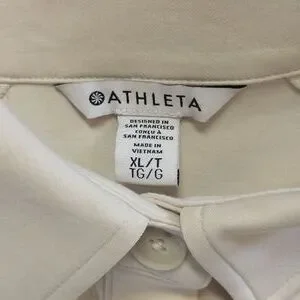 ATHLETA
DESIGNED IN
SAN FRANCISCO
CONÇU À
SAN FRANCISCO
MADE IN
VIETNAM
XL/T
TG/G